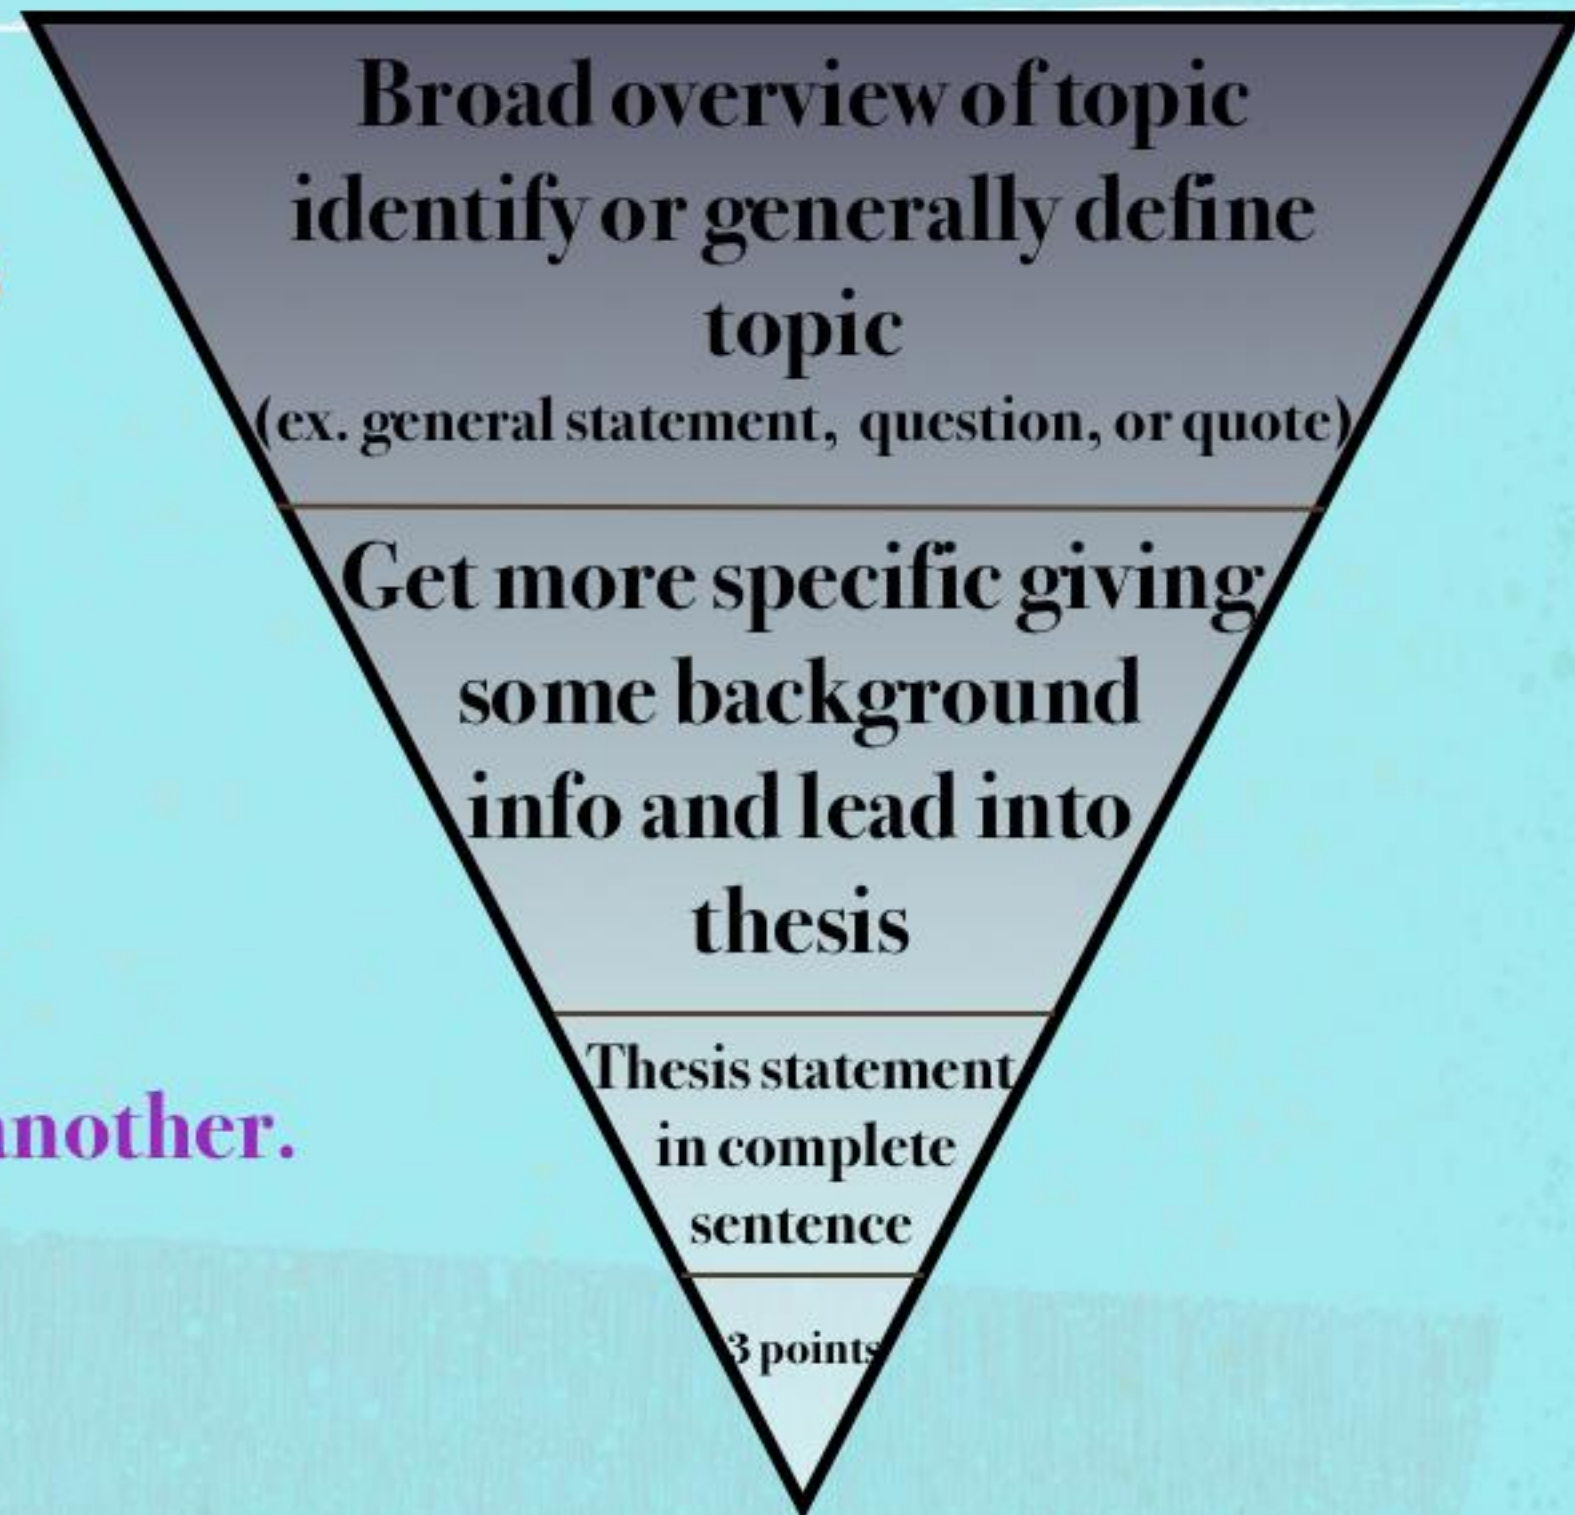 Broad overview of topic
identify or generally define
topic
(ex. general statement, question, or quote)
Get more specific giving
some background
info and lead into
thesis
Thesis statement
in complete
sentence
another.
3 points